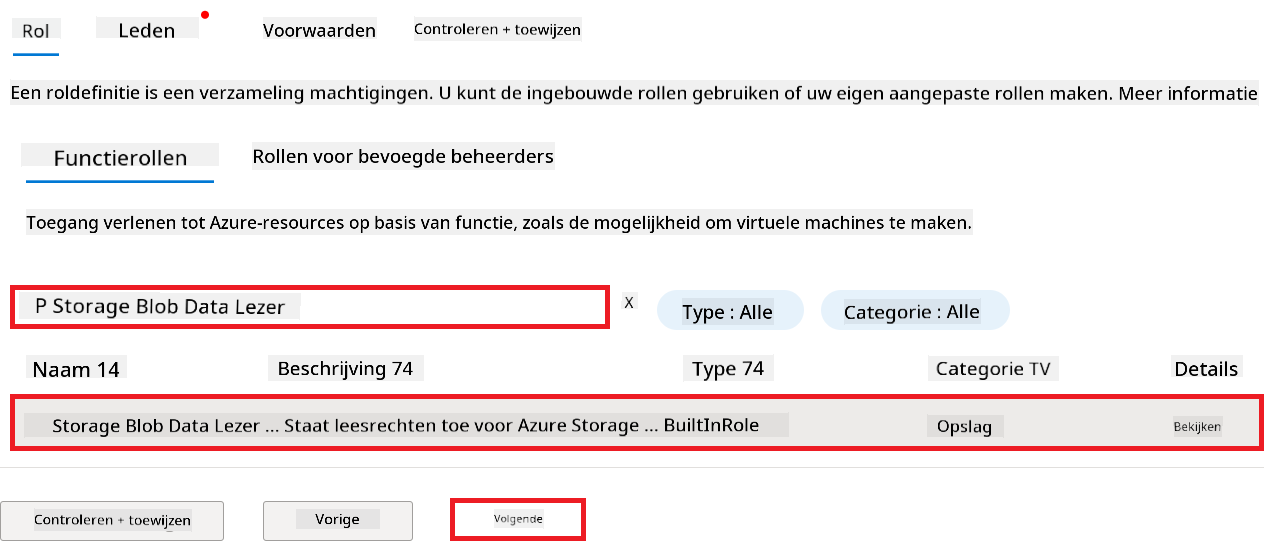 Rol Leden Voorwaarden Controleren + toewijzen
Een roldefinitie is een verzameling machtigingen. U kunt de ingebouwde rollen gebruiken of uw eigen aangepaste rollen maken. Meer informatie
Functierollen Rollen voor bevoegde beheerders
Toegang verlenen tot Azure-resources op basis van functie, zoals de mogelijkheid om virtuele machines te maken.
P Storage Blob Data Lezer X Type : Alle Categorie : Alle
Naam 14 Beschrijving 74 Type 74 Categorie TV Details
Storage Blob Data Lezer ... Staat leesrechten toe voor Azure Storage ... BuiltInRole Opslag Bekijken
Controleren + toewijzen Vorige Volgende